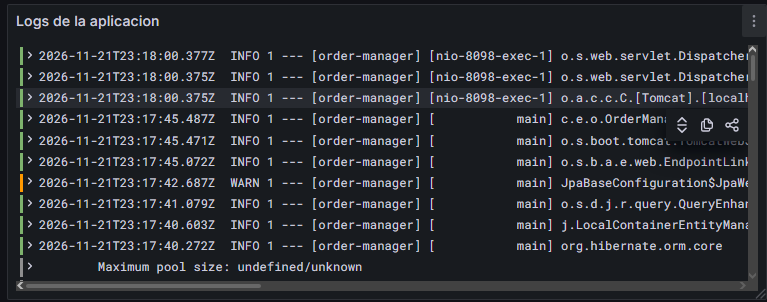 Logs de la aplicacion
2026-11-21T23:18:00.377Z  INFO 1 --- [order-manager] [nio-8098-exec-1] o.s.web.servlet.Dispatcher
2026-11-21T23:18:00.375Z  INFO 1 --- [order-manager] [nio-8098-exec-1] o.s.web.servlet.Dispatcher
2026-11-21T23:18:00.375Z  INFO 1 --- [order-manager] [nio-8098-exec-1] o.a.c.c.C.[Tomcat].[localh
2026-11-21T23:17:45.487Z  INFO 1 --- [order-manager] [           main] c.e.o.OrderMana
2026-11-21T23:17:45.471Z  INFO 1 --- [order-manager] [           main] o.s.boot.tomcat.TomcatWebS
2026-11-21T23:17:45.072Z  INFO 1 --- [order-manager] [           main] o.s.b.a.e.web.EndpointLink
2026-11-21T23:17:42.687Z  WARN 1 --- [order-manager] [           main] JpaBaseConfiguration$JpaWe
2026-11-21T23:17:41.079Z  INFO 1 --- [order-manager] [           main] o.s.d.j.r.query.QueryEnhan
2026-11-21T23:17:40.603Z  INFO 1 --- [order-manager] [           main] j.LocalContainerEntityMana
2026-11-21T23:17:40.272Z  INFO 1 --- [order-manager] [           main] org.hibernate.orm.core
Maximum pool size: undefined/unknown